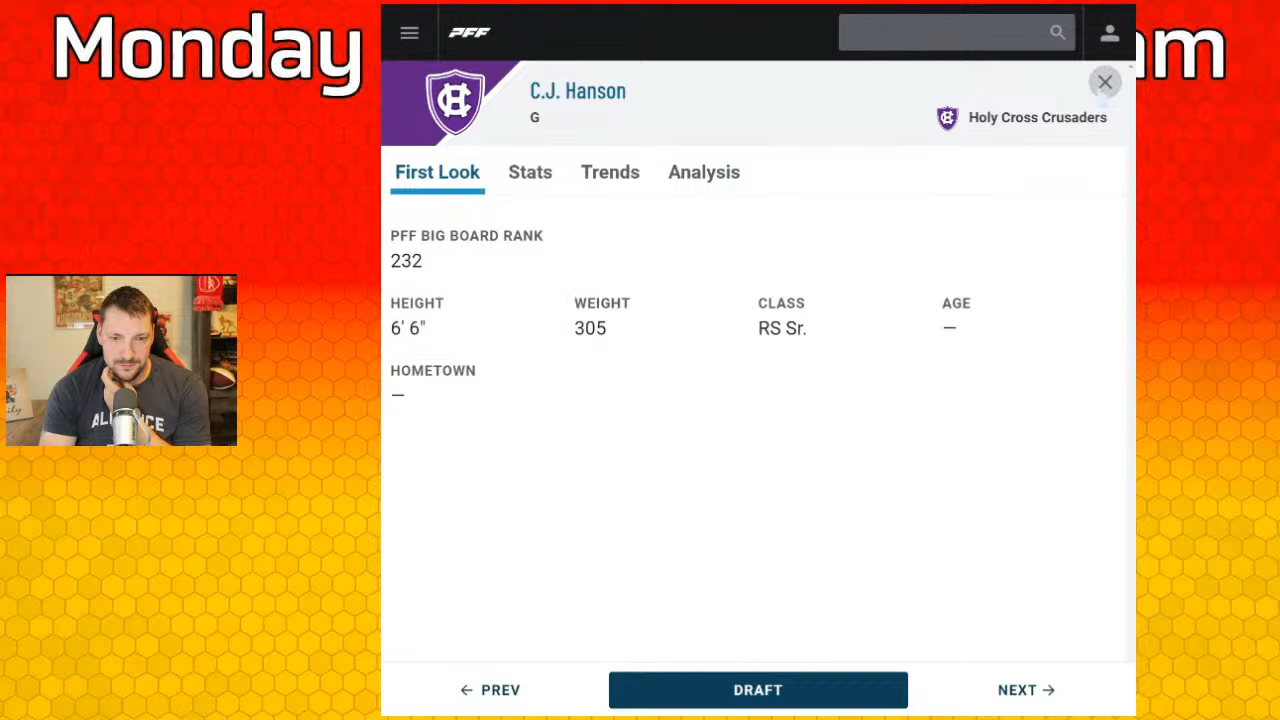 Monday
am
PFF
C.J. Hanson
G
Holy Cross Crusaders
First Look
Stats
Trends
Analysis
PFF BIG BOARD RANK
232
HEIGHT
WEIGHT
CLASS
AGE
6' 6"
305
RS Sr.
—
HOMETOWN
—
← PREV
DRAFT
NEXT →